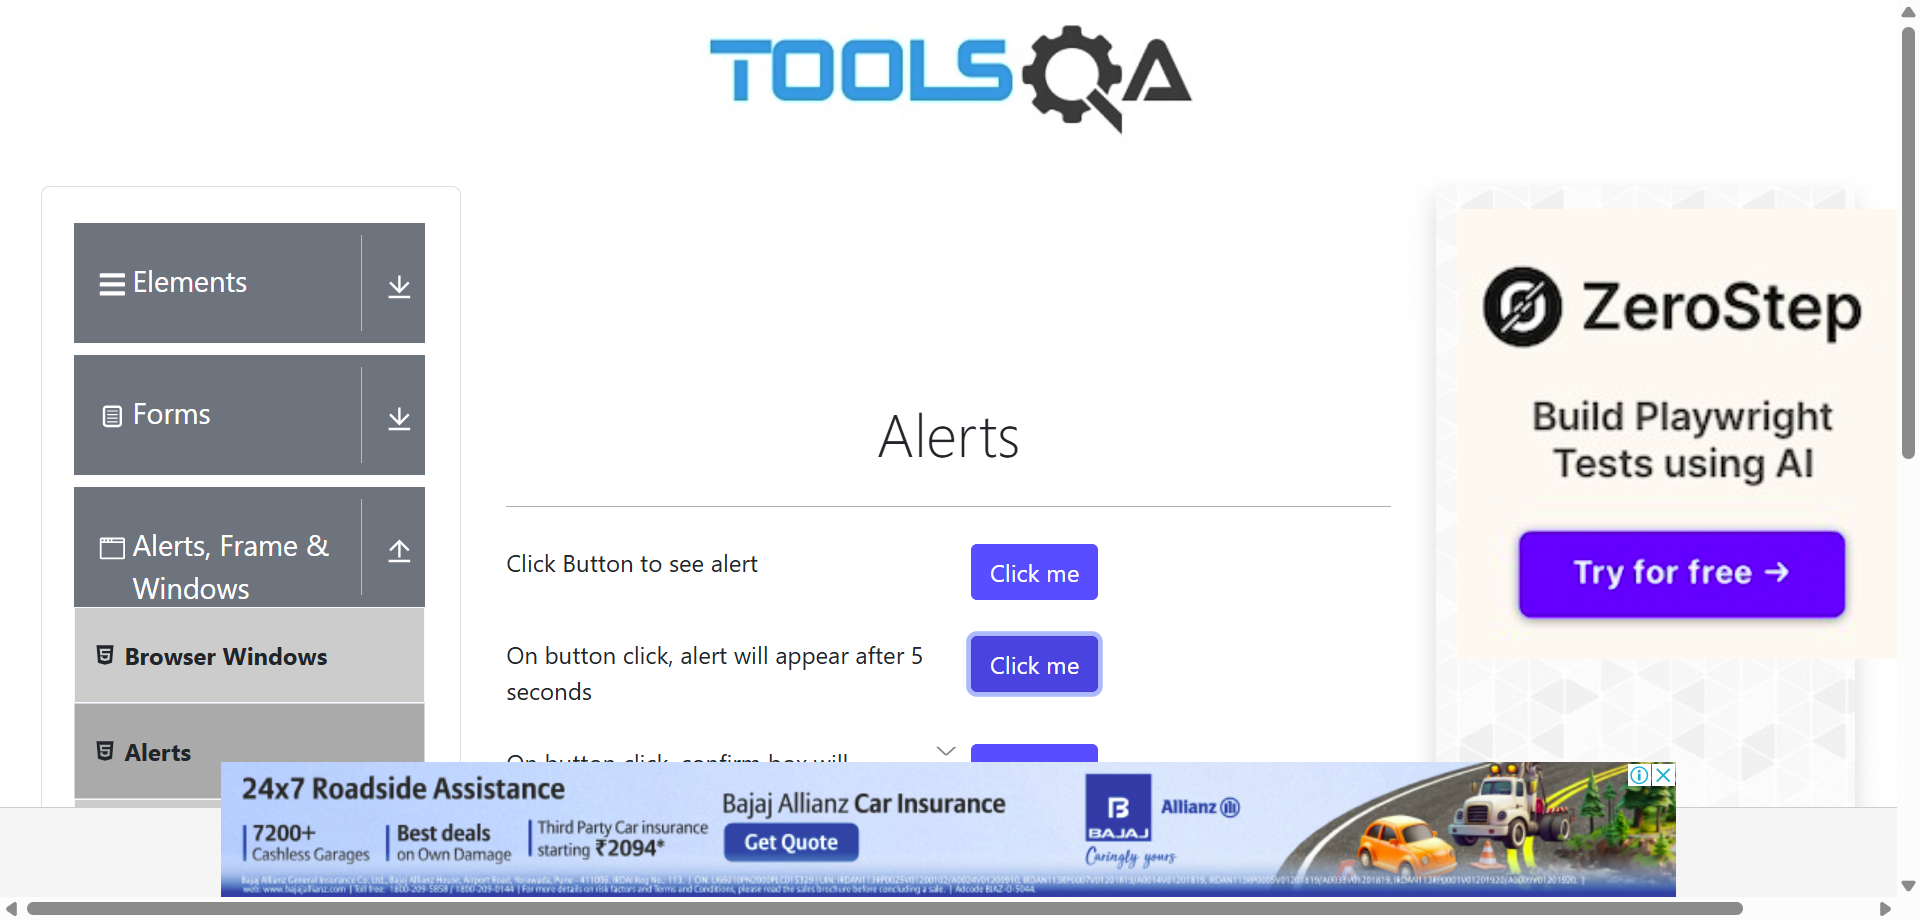 TOOLSQA
Elements
Forms
Alerts, Frame &
Windows
Browser Windows
Alerts
Alerts
Click Button to see alert
Click me
On button click, alert will appear after 5
seconds
Click me
On button click, confirm box will
ZeroStep
Build Playwright
Tests using AI
Try for free →
24x7 Roadside Assistance
7200+
Cashless Garages
Best deals
on Own Damage
Third Party Car insurance
starting ₹2094*
Bajaj Allianz Car Insurance
Get Quote
B
BAJAJ
Allianz
Caringly yours